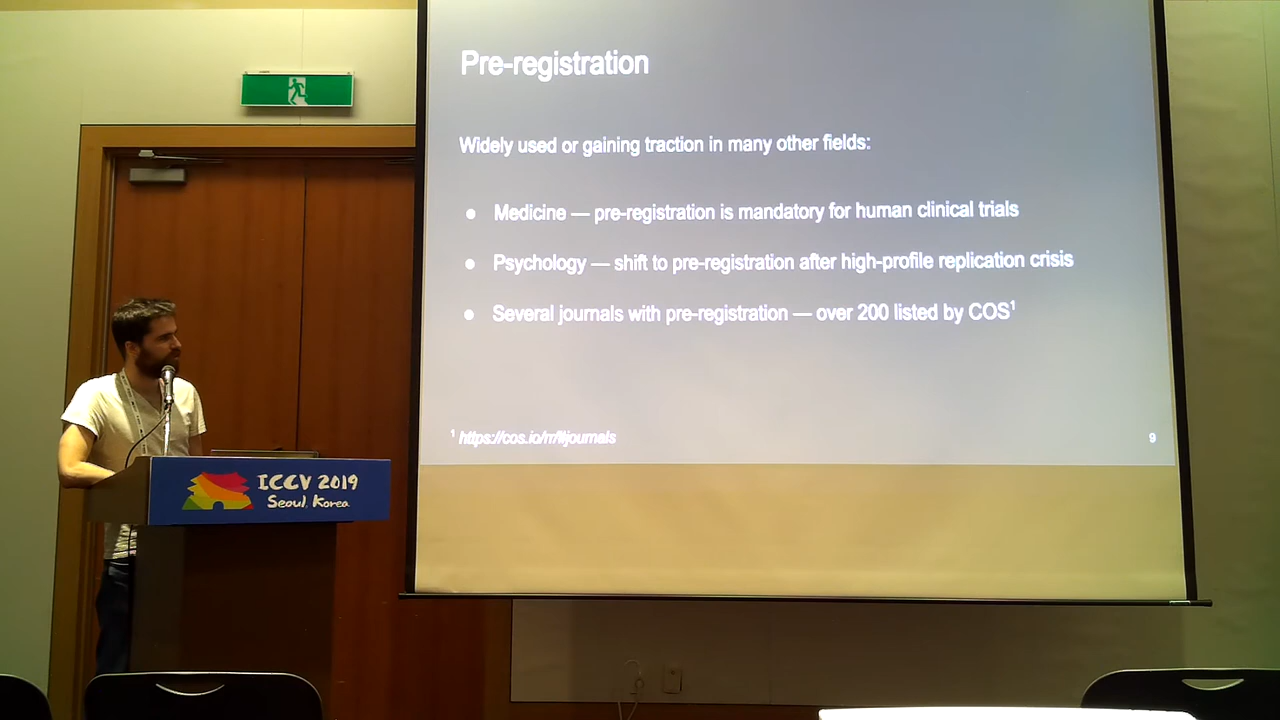 Pre-registration
Widely used or gaining traction in many other fields:
● Medicine — pre-registration is mandatory for human clinical trials
● Psychology — shift to pre-registration after high-profile replication crisis
● Several journals with pre-registration — over 200 listed by COS¹
¹ https://cos.io/rr/#journals
9
ICCV 2019
Seoul, Korea